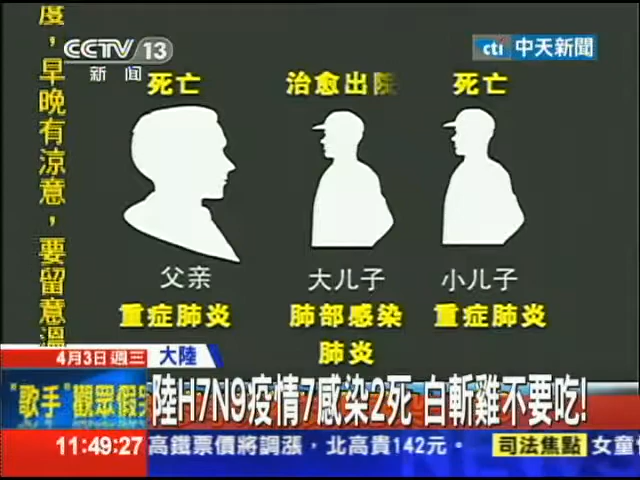 度，早晚有涼意，要留意溫
CCTV 13
新闻
cti 中天新聞
死亡
治愈出院
死亡
父亲
大儿子
小儿子
重症肺炎
肺部感染
肺炎
重症肺炎
4月3日 週三
大陸
"歌手"觀眾假哭
陸H7N9疫情7感染2死 白斬雞不要吃!
11:49:27
高鐵票價將調漲，北高貴142元。
司法焦點
女童